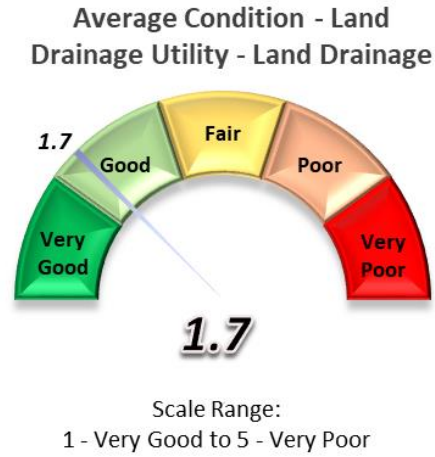 Average Condition - Land
Drainage Utility - Land Drainage
1.7
Fair
Good
Poor
Very
Good
Very
Poor
1.7
Scale Range:
1 - Very Good to 5 - Very Poor